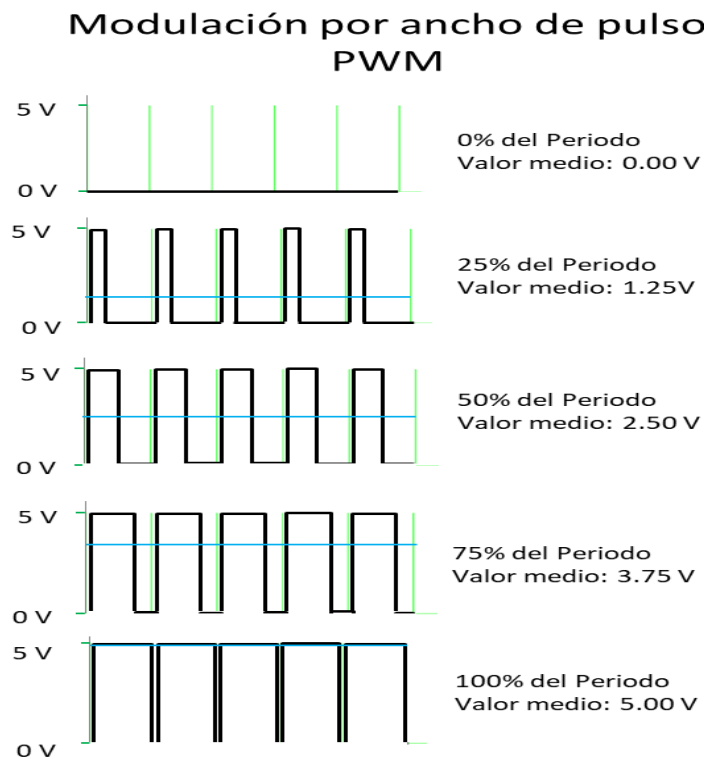 Modulación por ancho de pulso
PWM
5 V
0% del Periodo
Valor medio: 0.00 V
0 V
5 V
25% del Periodo
Valor medio: 1.25V
0 V
5 V
50% del Periodo
Valor medio: 2.50 V
0 V
5 V
75% del Periodo
Valor medio: 3.75 V
0 V
5 V
100% del Periodo
Valor medio: 5.00 V
0 V